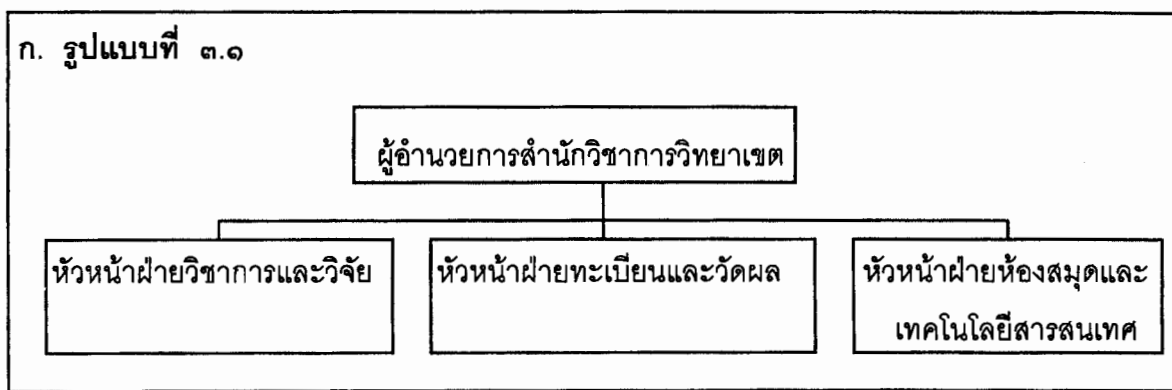 ก. รูปแบบที่ ๓.๑
ผู้อำนวยการสำนักวิชาการวิทยาเขต
หัวหน้าฝ่ายวิชาการและวิจัย
หัวหน้าฝ่ายทะเบียนและวัดผล
หัวหน้าฝ่ายห้องสมุดและ
เทคโนโลยีสารสนเทศ